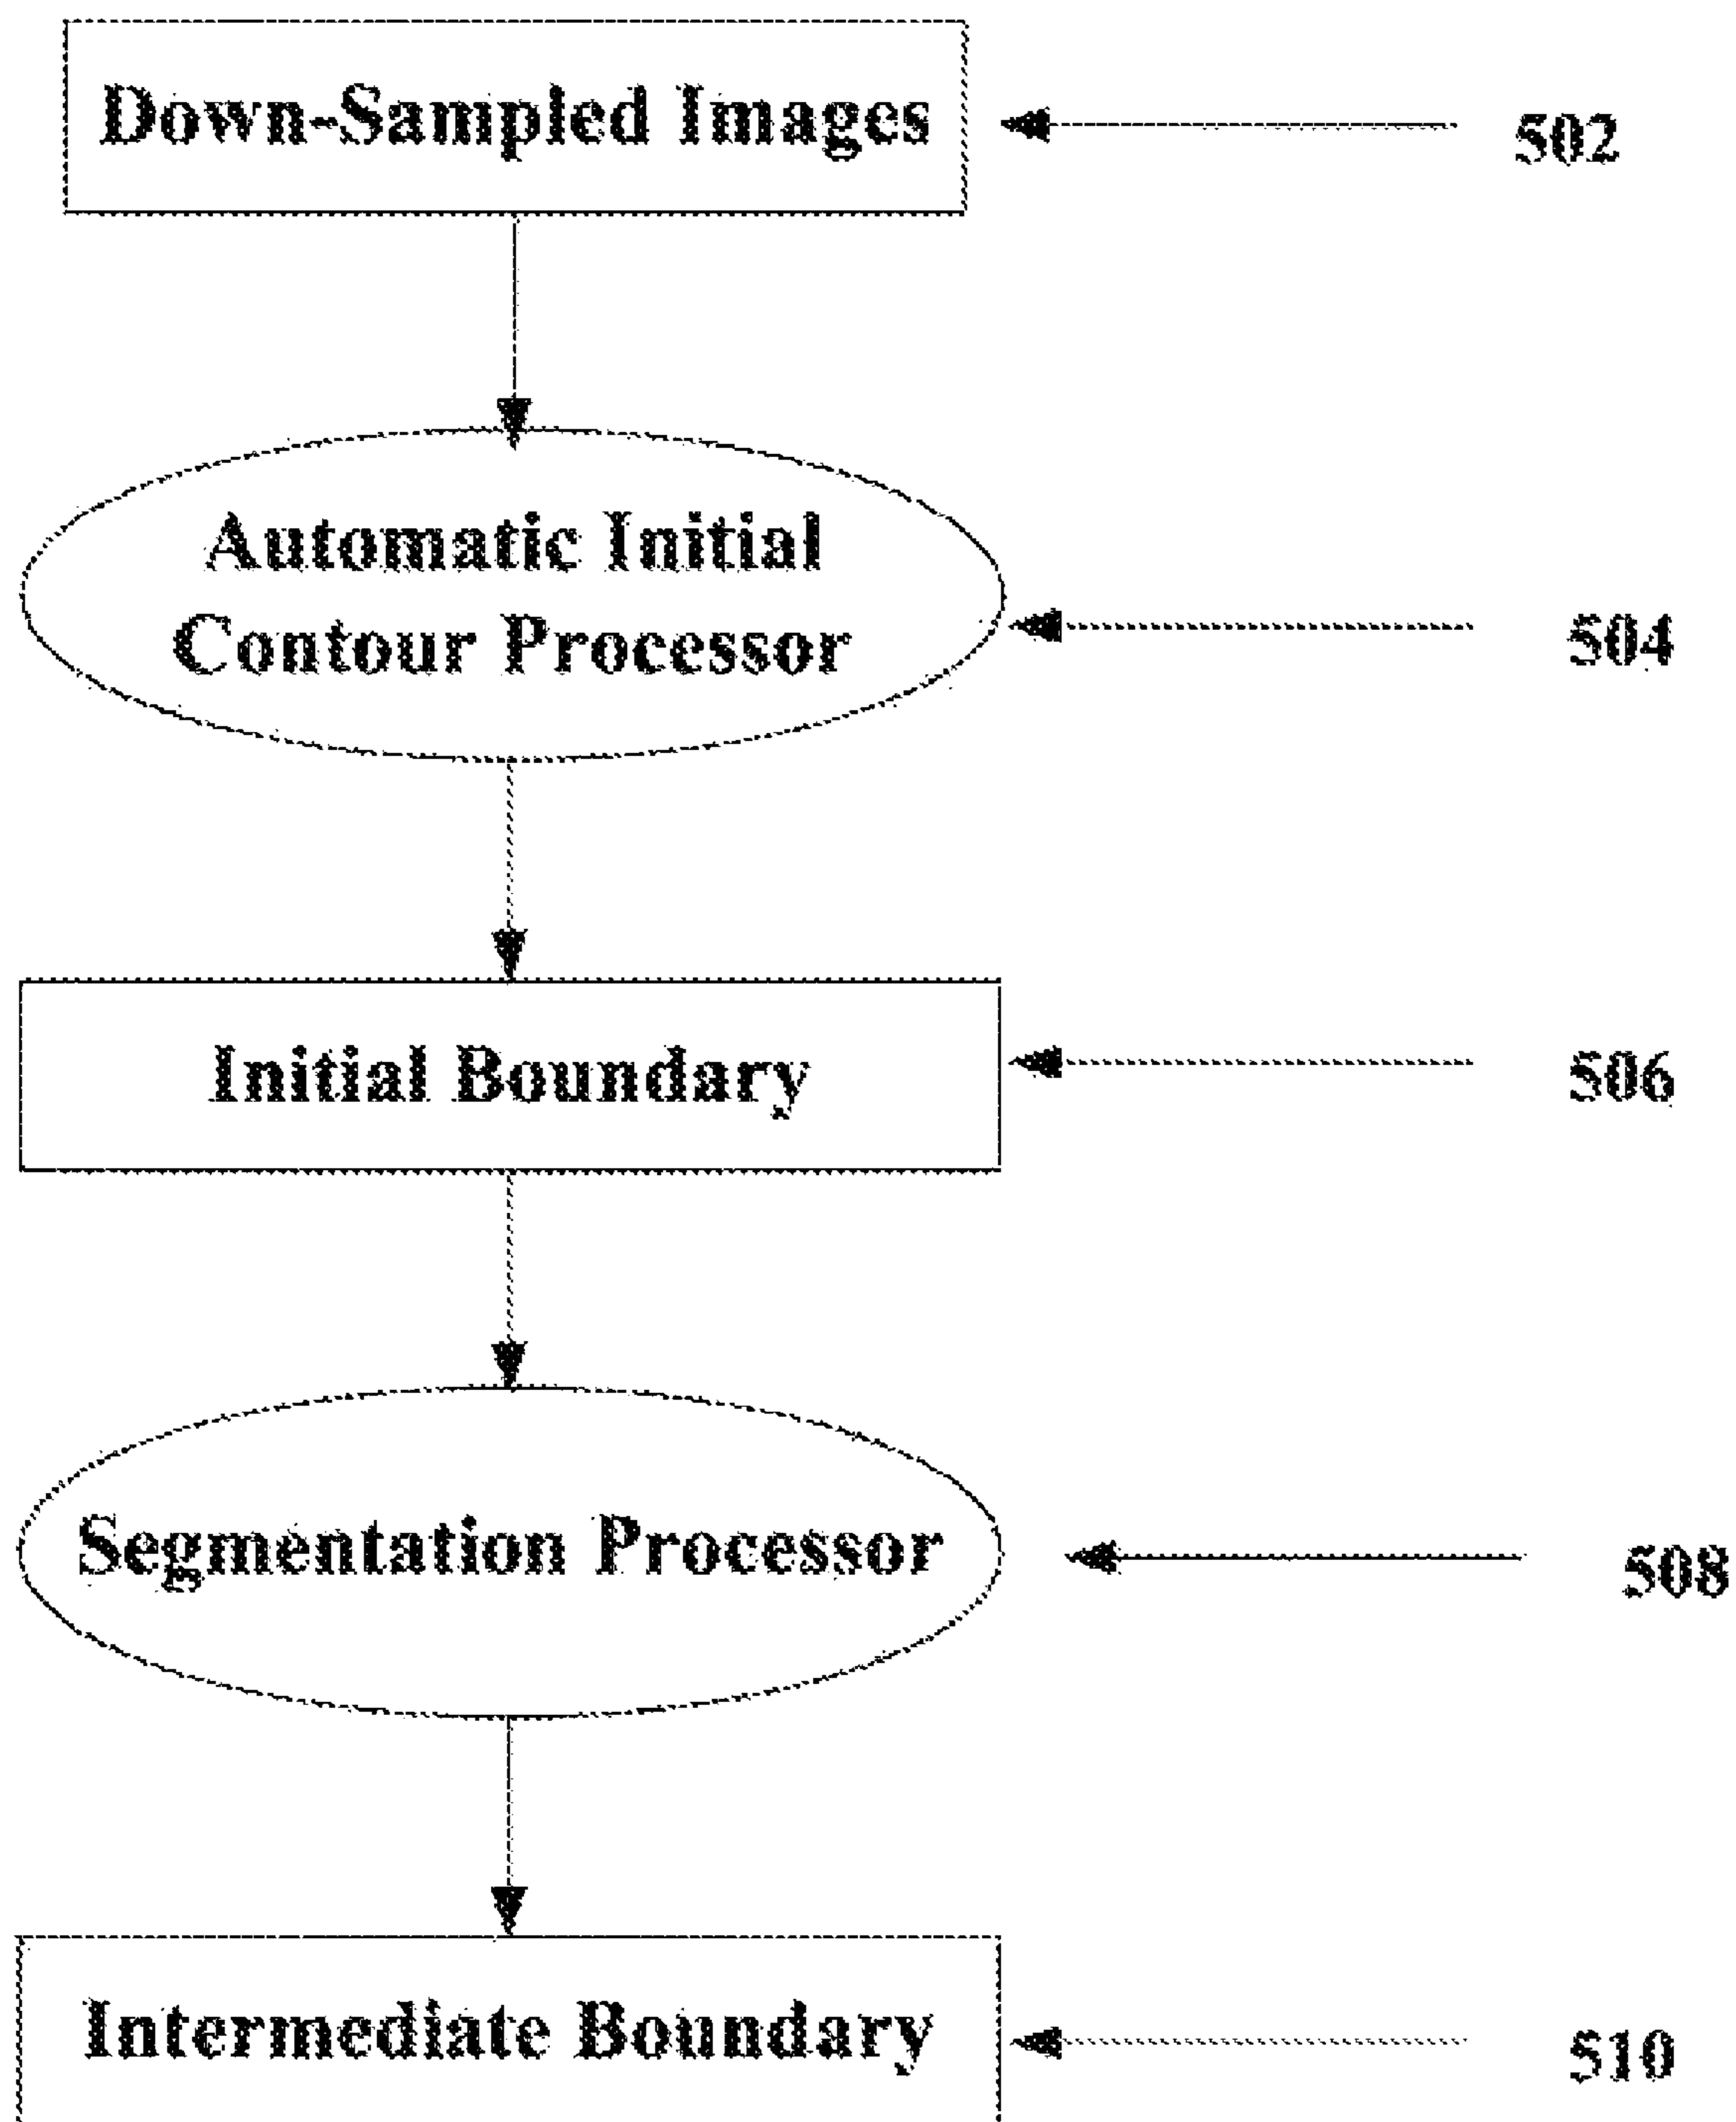 Down-Sampled Images
502
Automatic Initial
Contour Processor
504
Initial Boundary
506
Segmentation Processor
508
Intermediate Boundary
510